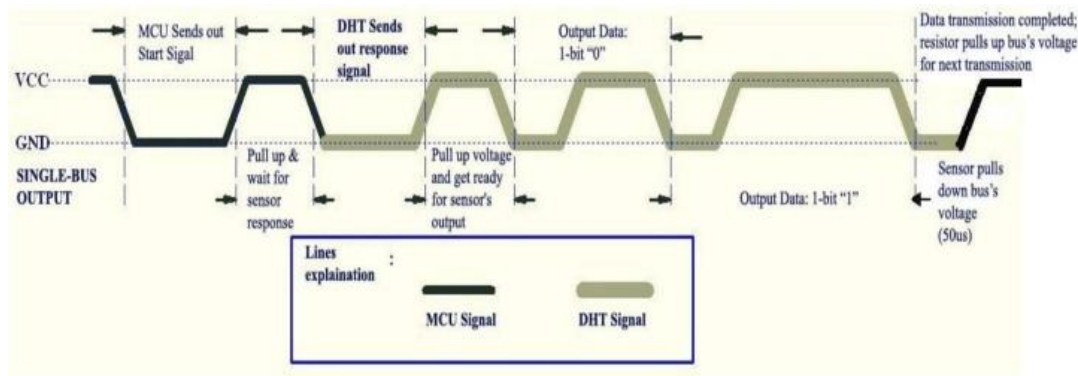 MCU Sends out
Start Sigal
DHT Sends
out response
signal
Output Data:
1-bit “0”
Data transmission completed;
resistor pulls up bus’s voltage
for next transmission
VCC
GND
SINGLE-BUS
OUTPUT
Pull up &
wait for
sensor
response
Pull up voltage
and get ready
for sensor's
output
Output Data: 1-bit “1”
Sensor pulls
down bus’s
voltage
(50us)
Lines :
explaination
MCU Signal
DHT Signal